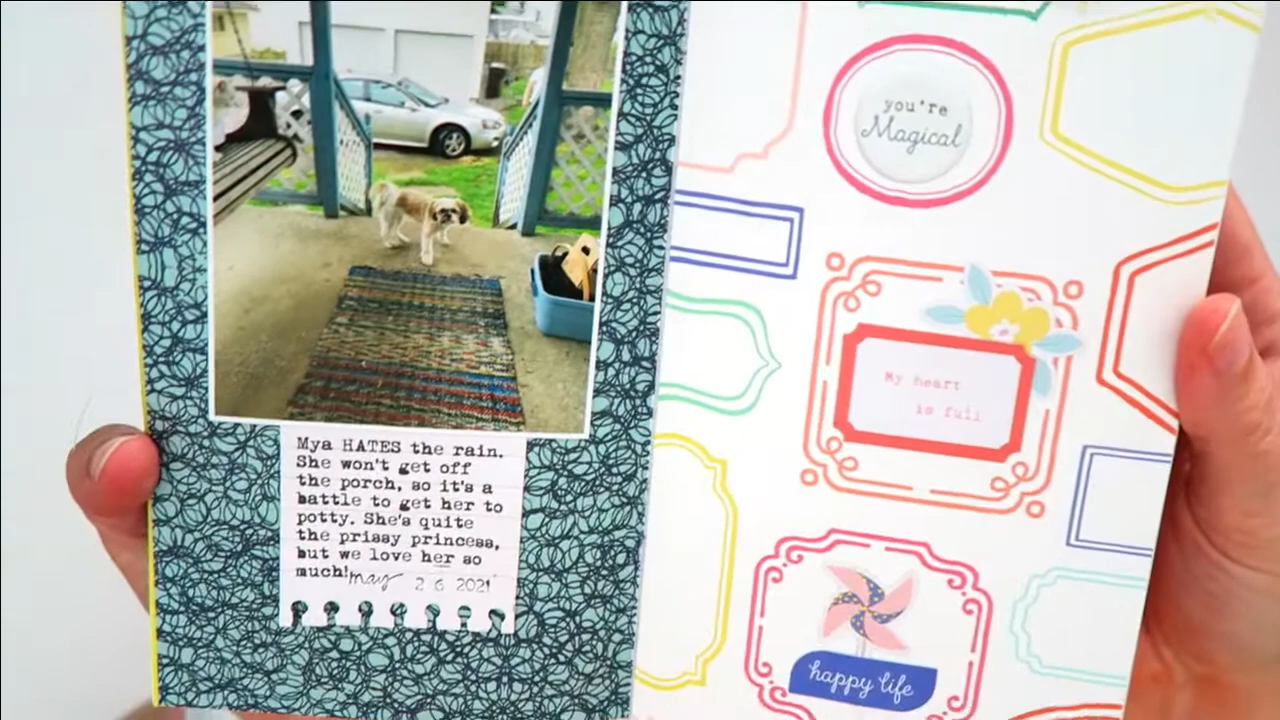 Mya HATES the rain.
She won't get off
the porch, so it's a
battle to get her to
potty. She's quite
the prissy princess,
but we love her so
much! may 26 2021
you're
Magical
My heart
is full
happy life